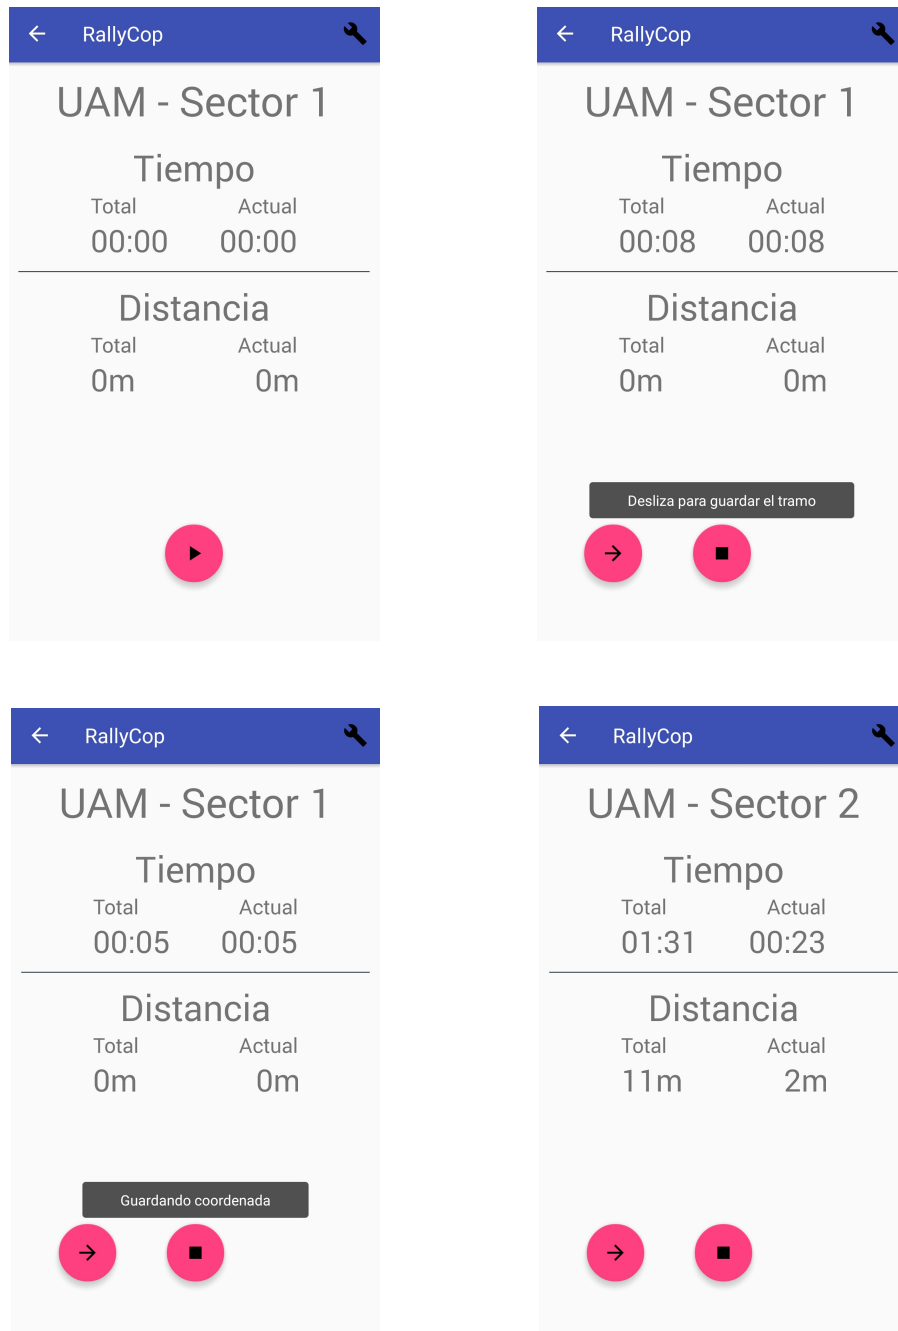 RallyCop
UAM - Sector 1
Tiempo
Total Actual
00:00 00:00
Distancia
Total Actual
0m 0m
RallyCop
UAM - Sector 1
Tiempo
Total Actual
00:08 00:08
Distancia
Total Actual
0m 0m
Desliza para guardar el tramo
RallyCop
UAM - Sector 1
Tiempo
Total Actual
00:05 00:05
Distancia
Total Actual
0m 0m
Guardando coordenada
RallyCop
UAM - Sector 2
Tiempo
Total Actual
01:31 00:23
Distancia
Total Actual
11m 2m